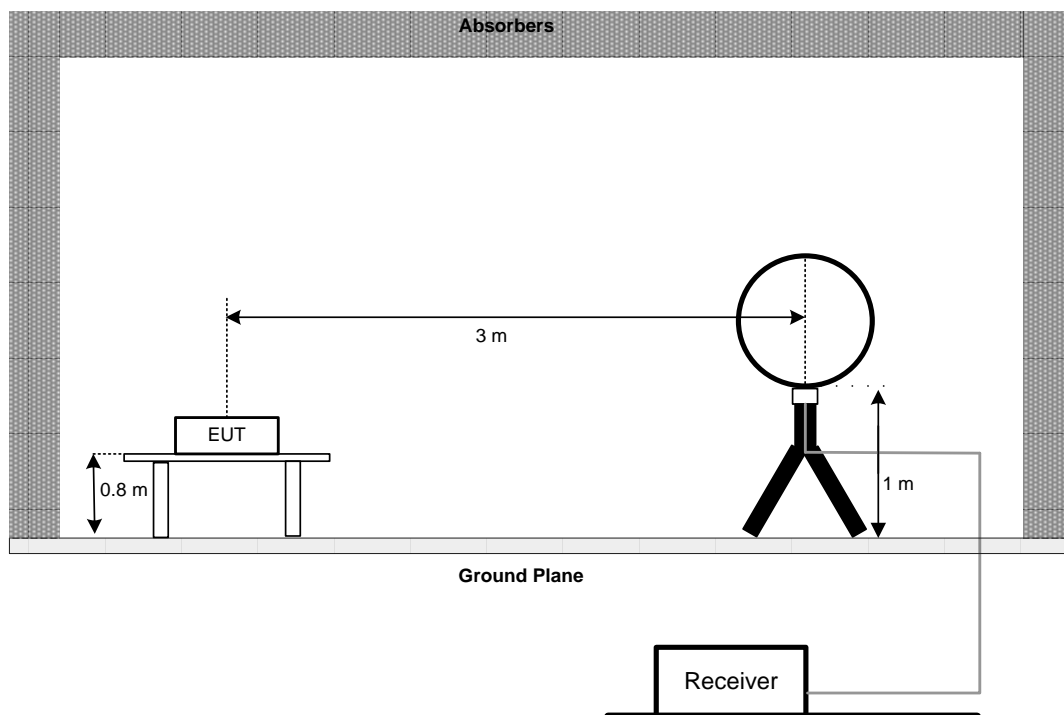 Absorbers
3 m
EUT
0.8 m
1 m
Ground Plane
Receiver